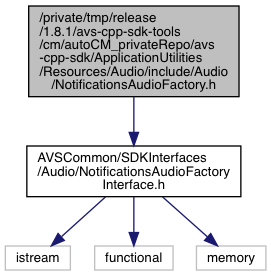 /private/tmp/release
/1.8.1/avs-cpp-sdk-tools
/cm/autoCM_privateRepo/avs
-cpp-sdk/ApplicationUtilities
/Resources/Audio/include/Audio
/NotificationsAudioFactory.h
AVSCommon/SDKInterfaces
/Audio/NotificationsAudioFactory
Interface.h
istream
functional
memory